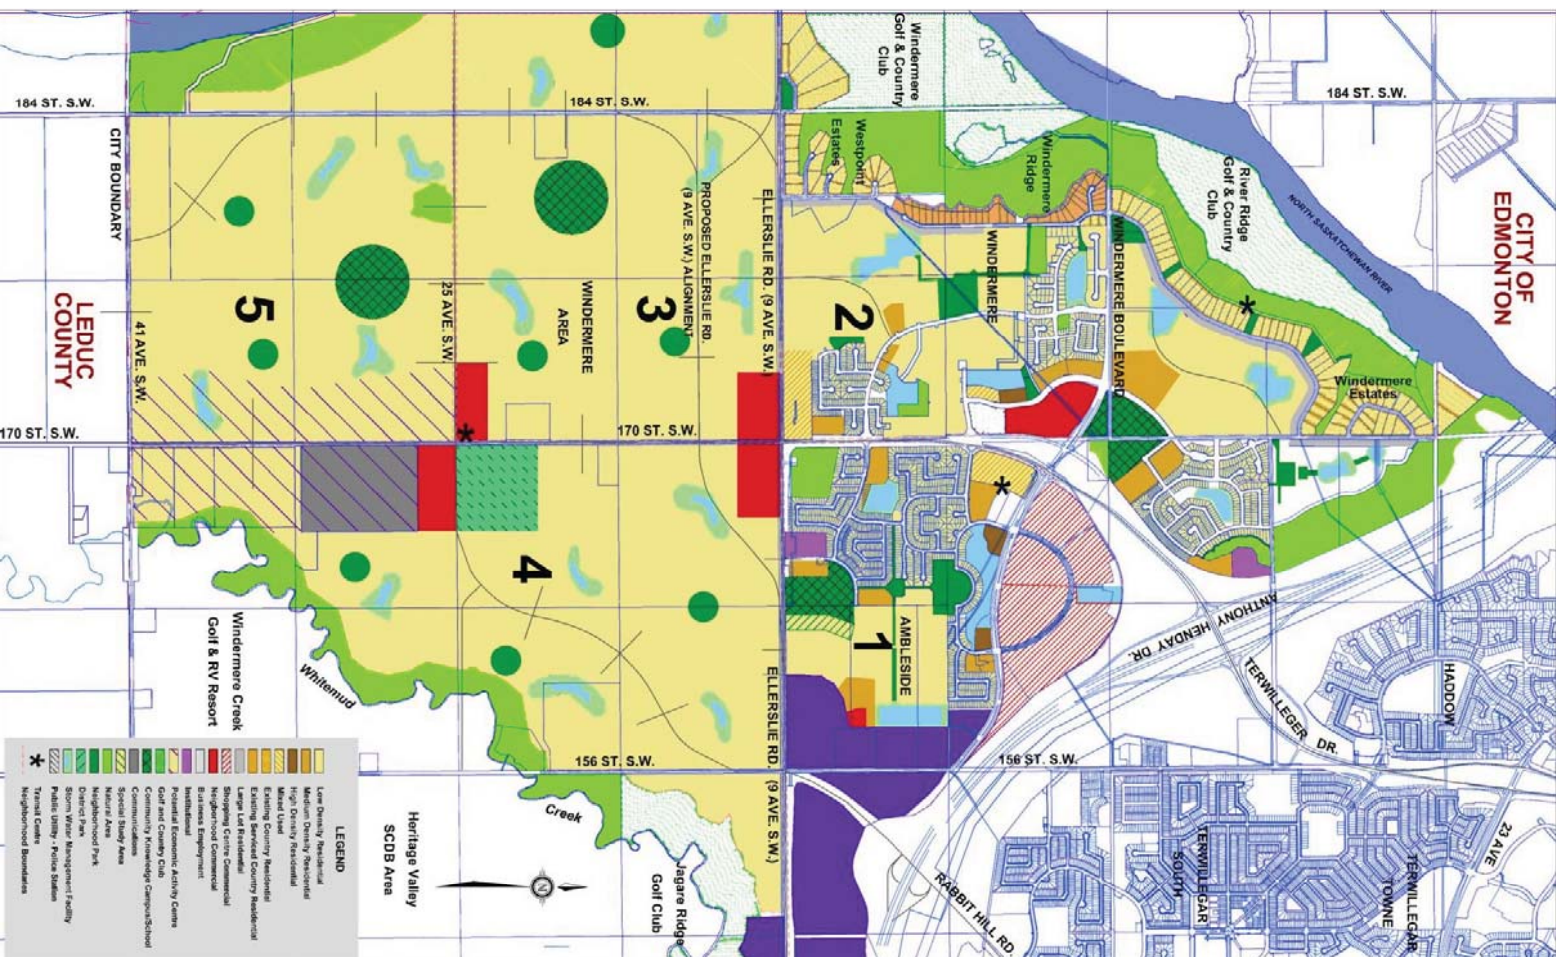 CITY OF
EDMONTON
NORTH SASKATCHEWAN RIVER
184 ST. S.W.
River Ridge
Golf & Country
Club
Windermere
Golf & Country
Club
Windermere
Ridge
Westpoint
Estates
Windermere
Estates
WINDERMERE
WINDERMERE BOULEVARD
184 ST. S.W.
184 ST. S.W.
CITY BOUNDARY
ELLERSLIE RD. (9 AVE. S.W.)
PROPOSED ELLERSLIE RD.
(9 AVE. S.W.) ALIGNMENT
2
3
WINDERMERE
AREA
25 AVE. S.W.
5
41 AVE. S.W.
LEDUC
COUNTY
170 ST. S.W.
170 ST. S.W.
*
*
*
4
1
AMBLESIDE
ANTHONY HENDAY DR.
TERWILLEGER DR.
HADDOW
ELLERSLIE RD. (9 AVE. S.W.)
156 ST. S.W.
156 ST. S.W.
Whitemud
Creek
Windermere Creek
Golf & RV Resort
Heritage Valley
SCDB Area
Jagare Ridge
Golf Club
RABBIT HILL RD.
TERWILLEGAR
SOUTH
TERWILLEGAR
TOWNE
23 AVE
N
LEGEND
Low Density Residential
Medium Density Residential
High Density Residential
Mixed Used
Existing Country Residential
Existing Serviced Country Residential
Large Lot Residential
Shopping Centre Commercial
Neigborhood Commercial
Business Employment
Institutional
Potential Economic Activity Centre
Golf and Country Club
Community Knowledge Campus/School
Communications
Special Study Area
Natural Area
Neighborhood Park
District Park
Storm Water Management Facility
Public Utility - Police Station
* Transit Centre
Neighborhood Boundaries